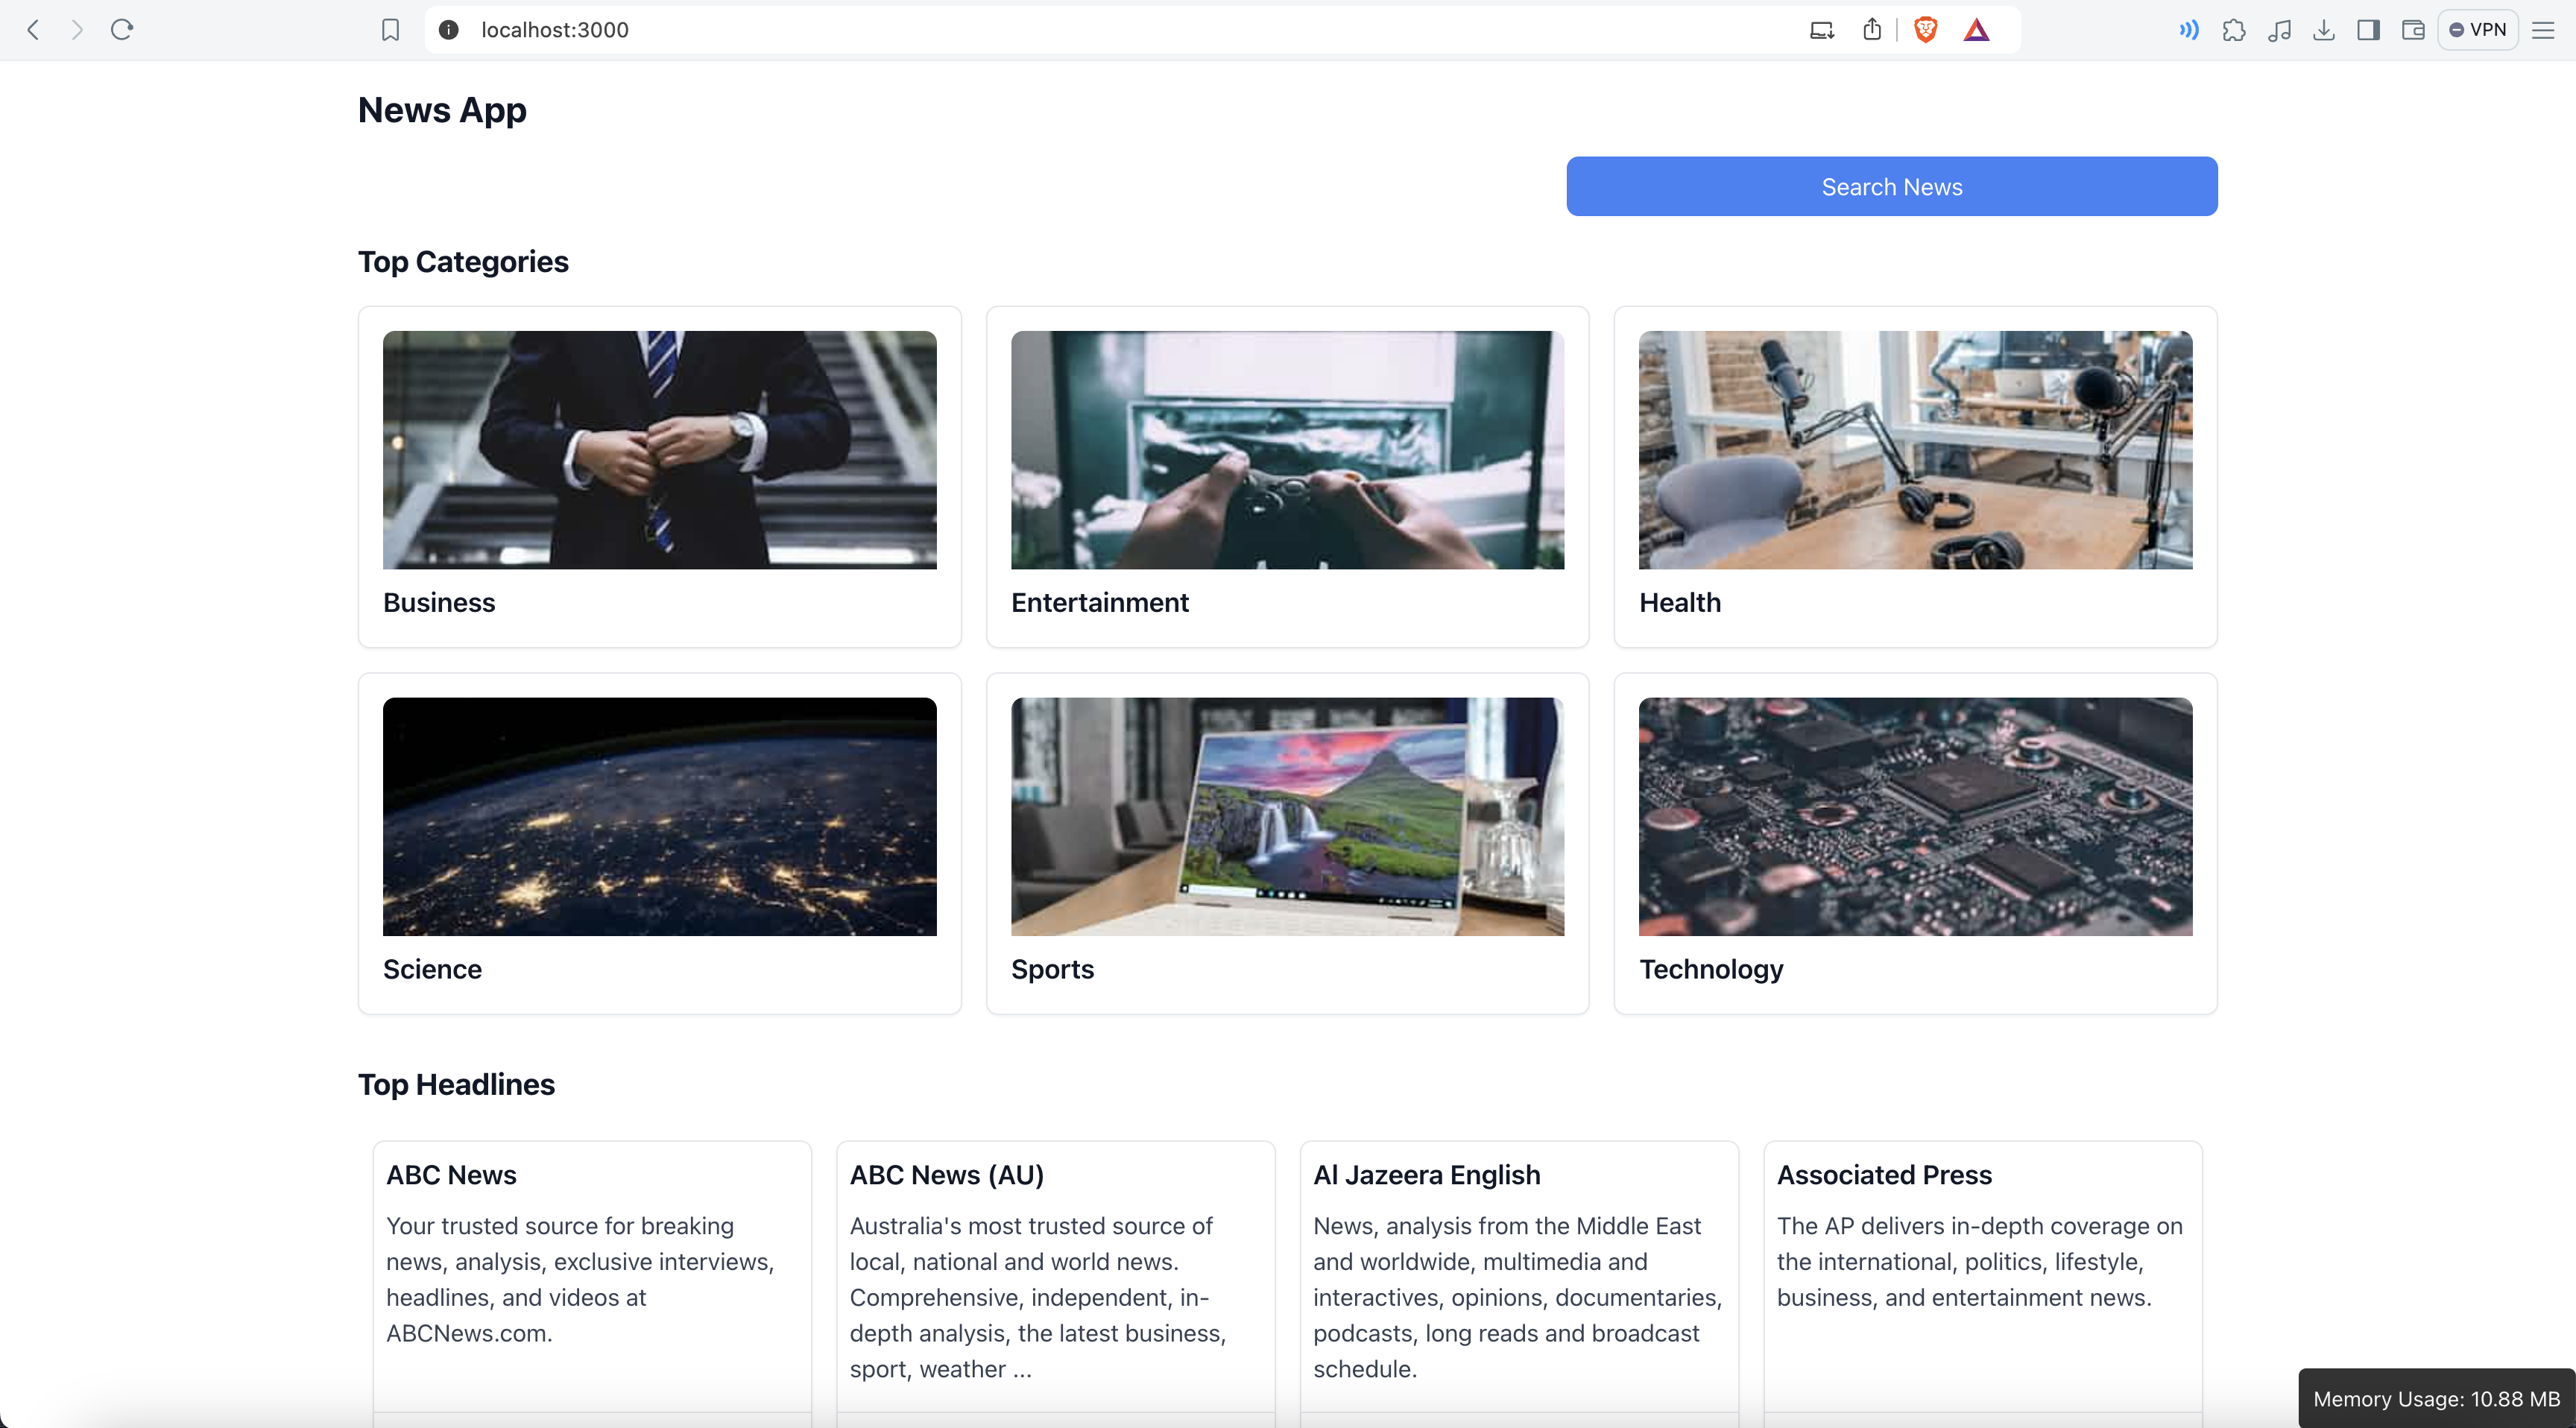 localhost:3000
VPN
News App
Search News
Top Categories
Business
Entertainment
Health
Science
Sports
Technology
Top Headlines
ABC News
Your trusted source for breaking
news, analysis, exclusive interviews,
headlines, and videos at
ABCNews.com.
ABC News (AU)
Australia's most trusted source of
local, national and world news.
Comprehensive, independent, in-
depth analysis, the latest business,
sport, weather ...
Al Jazeera English
News, analysis from the Middle East
and worldwide, multimedia and
interactives, opinions, documentaries,
podcasts, long reads and broadcast
schedule.
Associated Press
The AP delivers in-depth coverage on
the international, politics, lifestyle,
business, and entertainment news.
Memory Usage: 10.88 MB